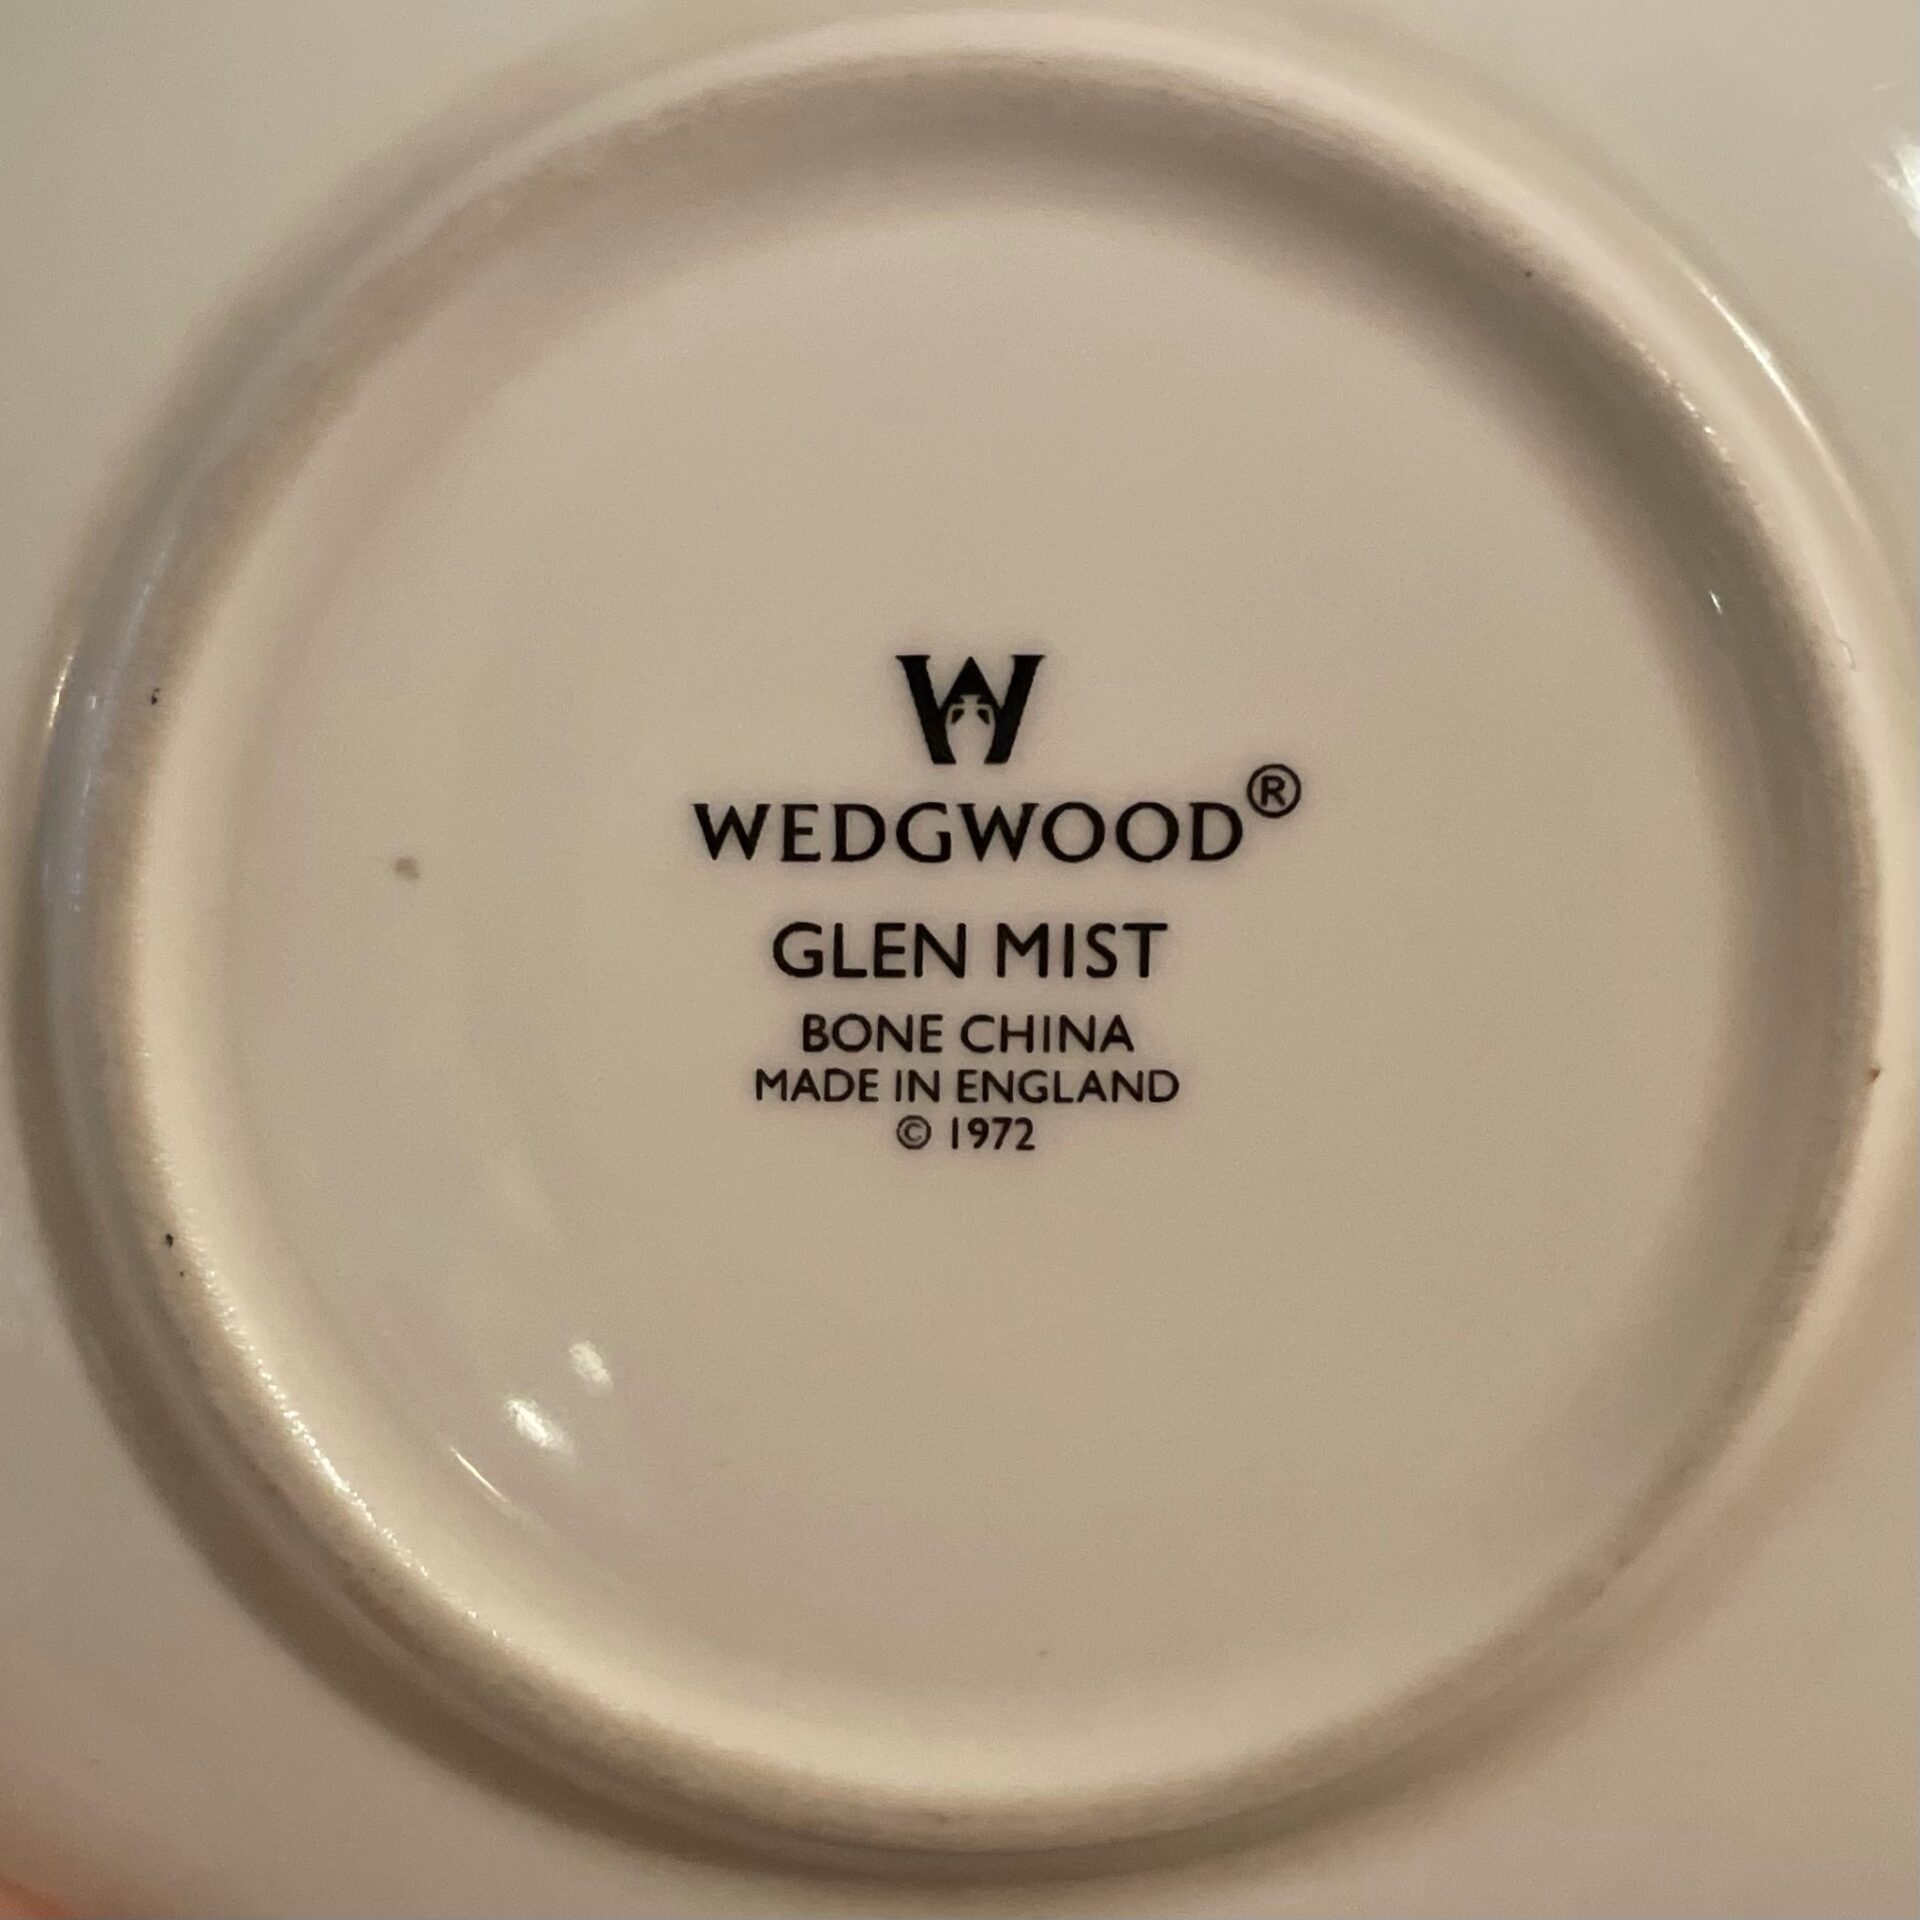 W
WEDGWOOD®
GLEN MIST
BONE CHINA
MADE IN ENGLAND
© 1972